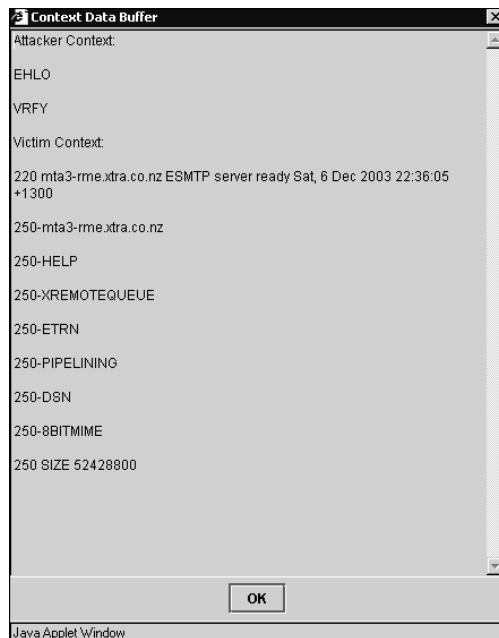 Context Data Buffer
Attacker Context:
EHLO
VRFY
Victim Context:
220 mta3-rme.xtra.co.nz ESMTP server ready Sat, 6 Dec 2003 22:36:05
+1300
250-mta3-rme.xtra.co.nz
250-HELP
250-XREMOTEQUEUE
250-ETRN
250-PIPELINING
250-DSN
250-8BITMIME
250 SIZE 52428800
OK
Java Applet Window